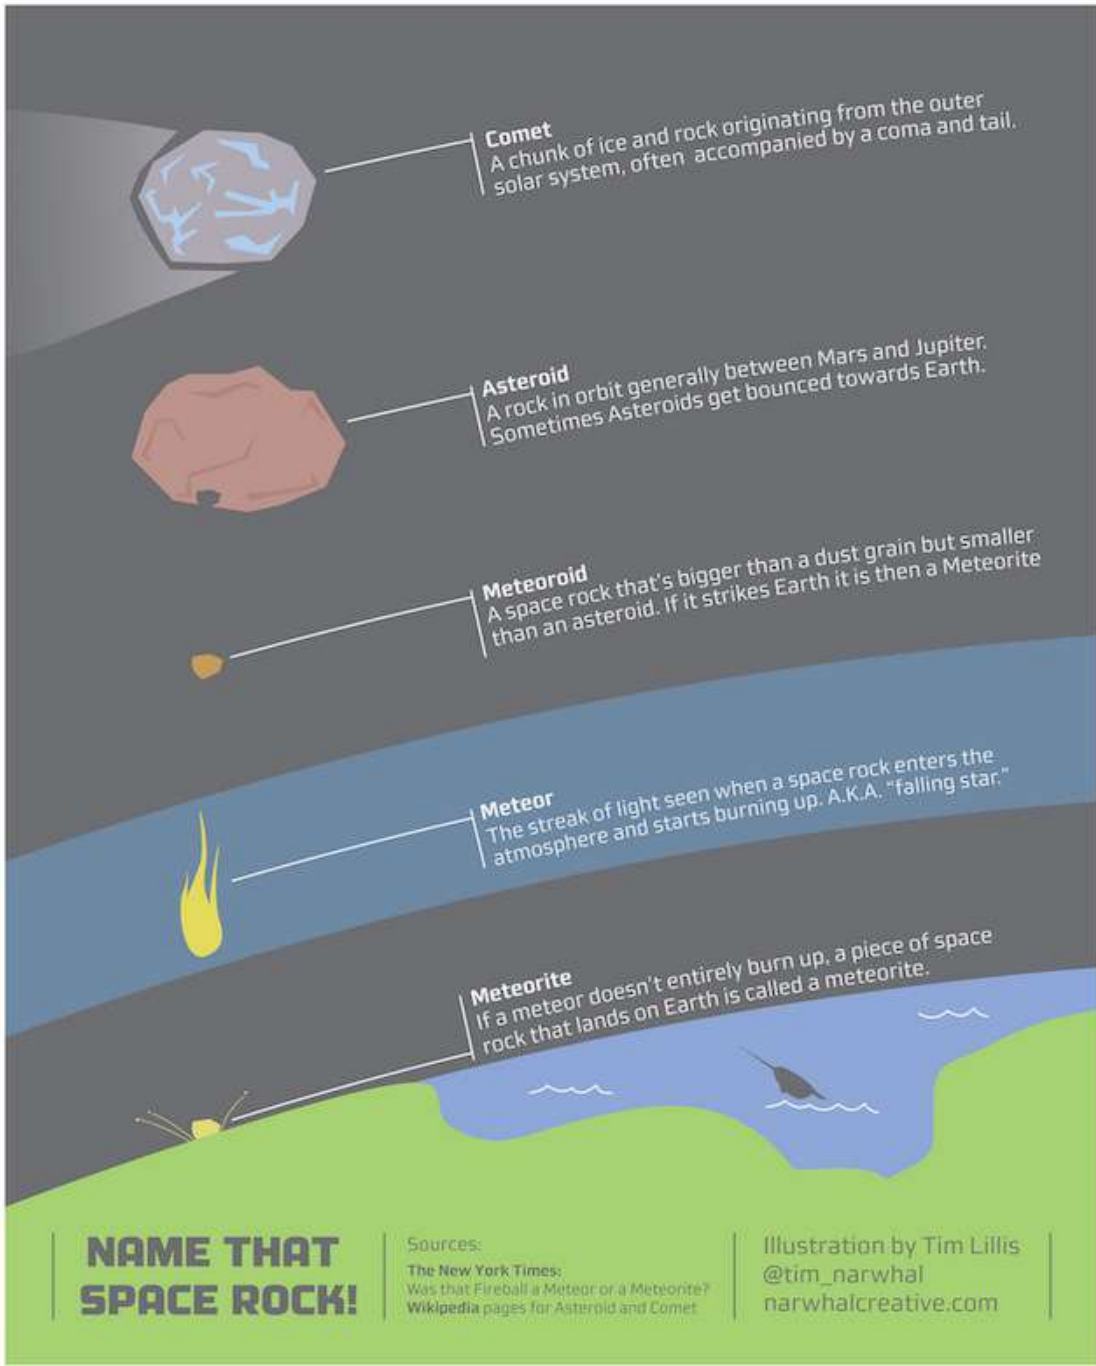 Comet
A chunk of ice and rock originating from the outer
solar system, often accompanied by a coma and tail.
Asteroid
A rock in orbit generally between Mars and Jupiter.
Sometimes Asteroids get bounced towards Earth.
Meteoroid
A space rock that's bigger than a dust grain but smaller
than an asteroid. If it strikes Earth it is then a Meteorite
Meteor
The streak of light seen when a space rock enters the
atmosphere and starts burning up. A.K.A. "falling star."
Meteorite
If a meteor doesn't entirely burn up, a piece of space
rock that lands on Earth is called a meteorite.
NAME THAT
SPACE ROCK!
Sources:
The New York Times:
Was that Fireball a Meteor or a Meteorite?
Wikipedia pages for Asteroid and Comet
Illustration by Tim Lillis
@tim_narwhal
narwhalcreative.com